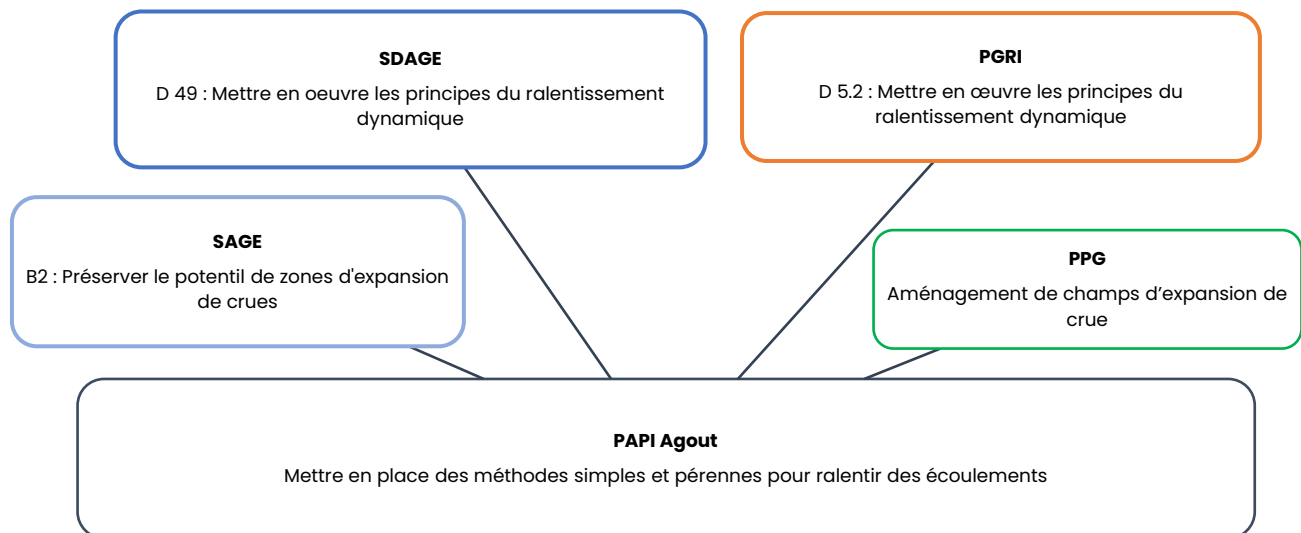 SDAGE
D 49 : Mettre en oeuvre les principes du ralentissement
dynamique
PGRI
D 5.2 : Mettre en œuvre les principes du
ralentissement dynamique
SAGE
B2 : Préserver le potentil de zones d'expansion
de crues
PPG
Aménagement de champs d’expansion de
crue
PAPI Agout
Mettre en place des méthodes simples et pérennes pour ralentir des écoulements